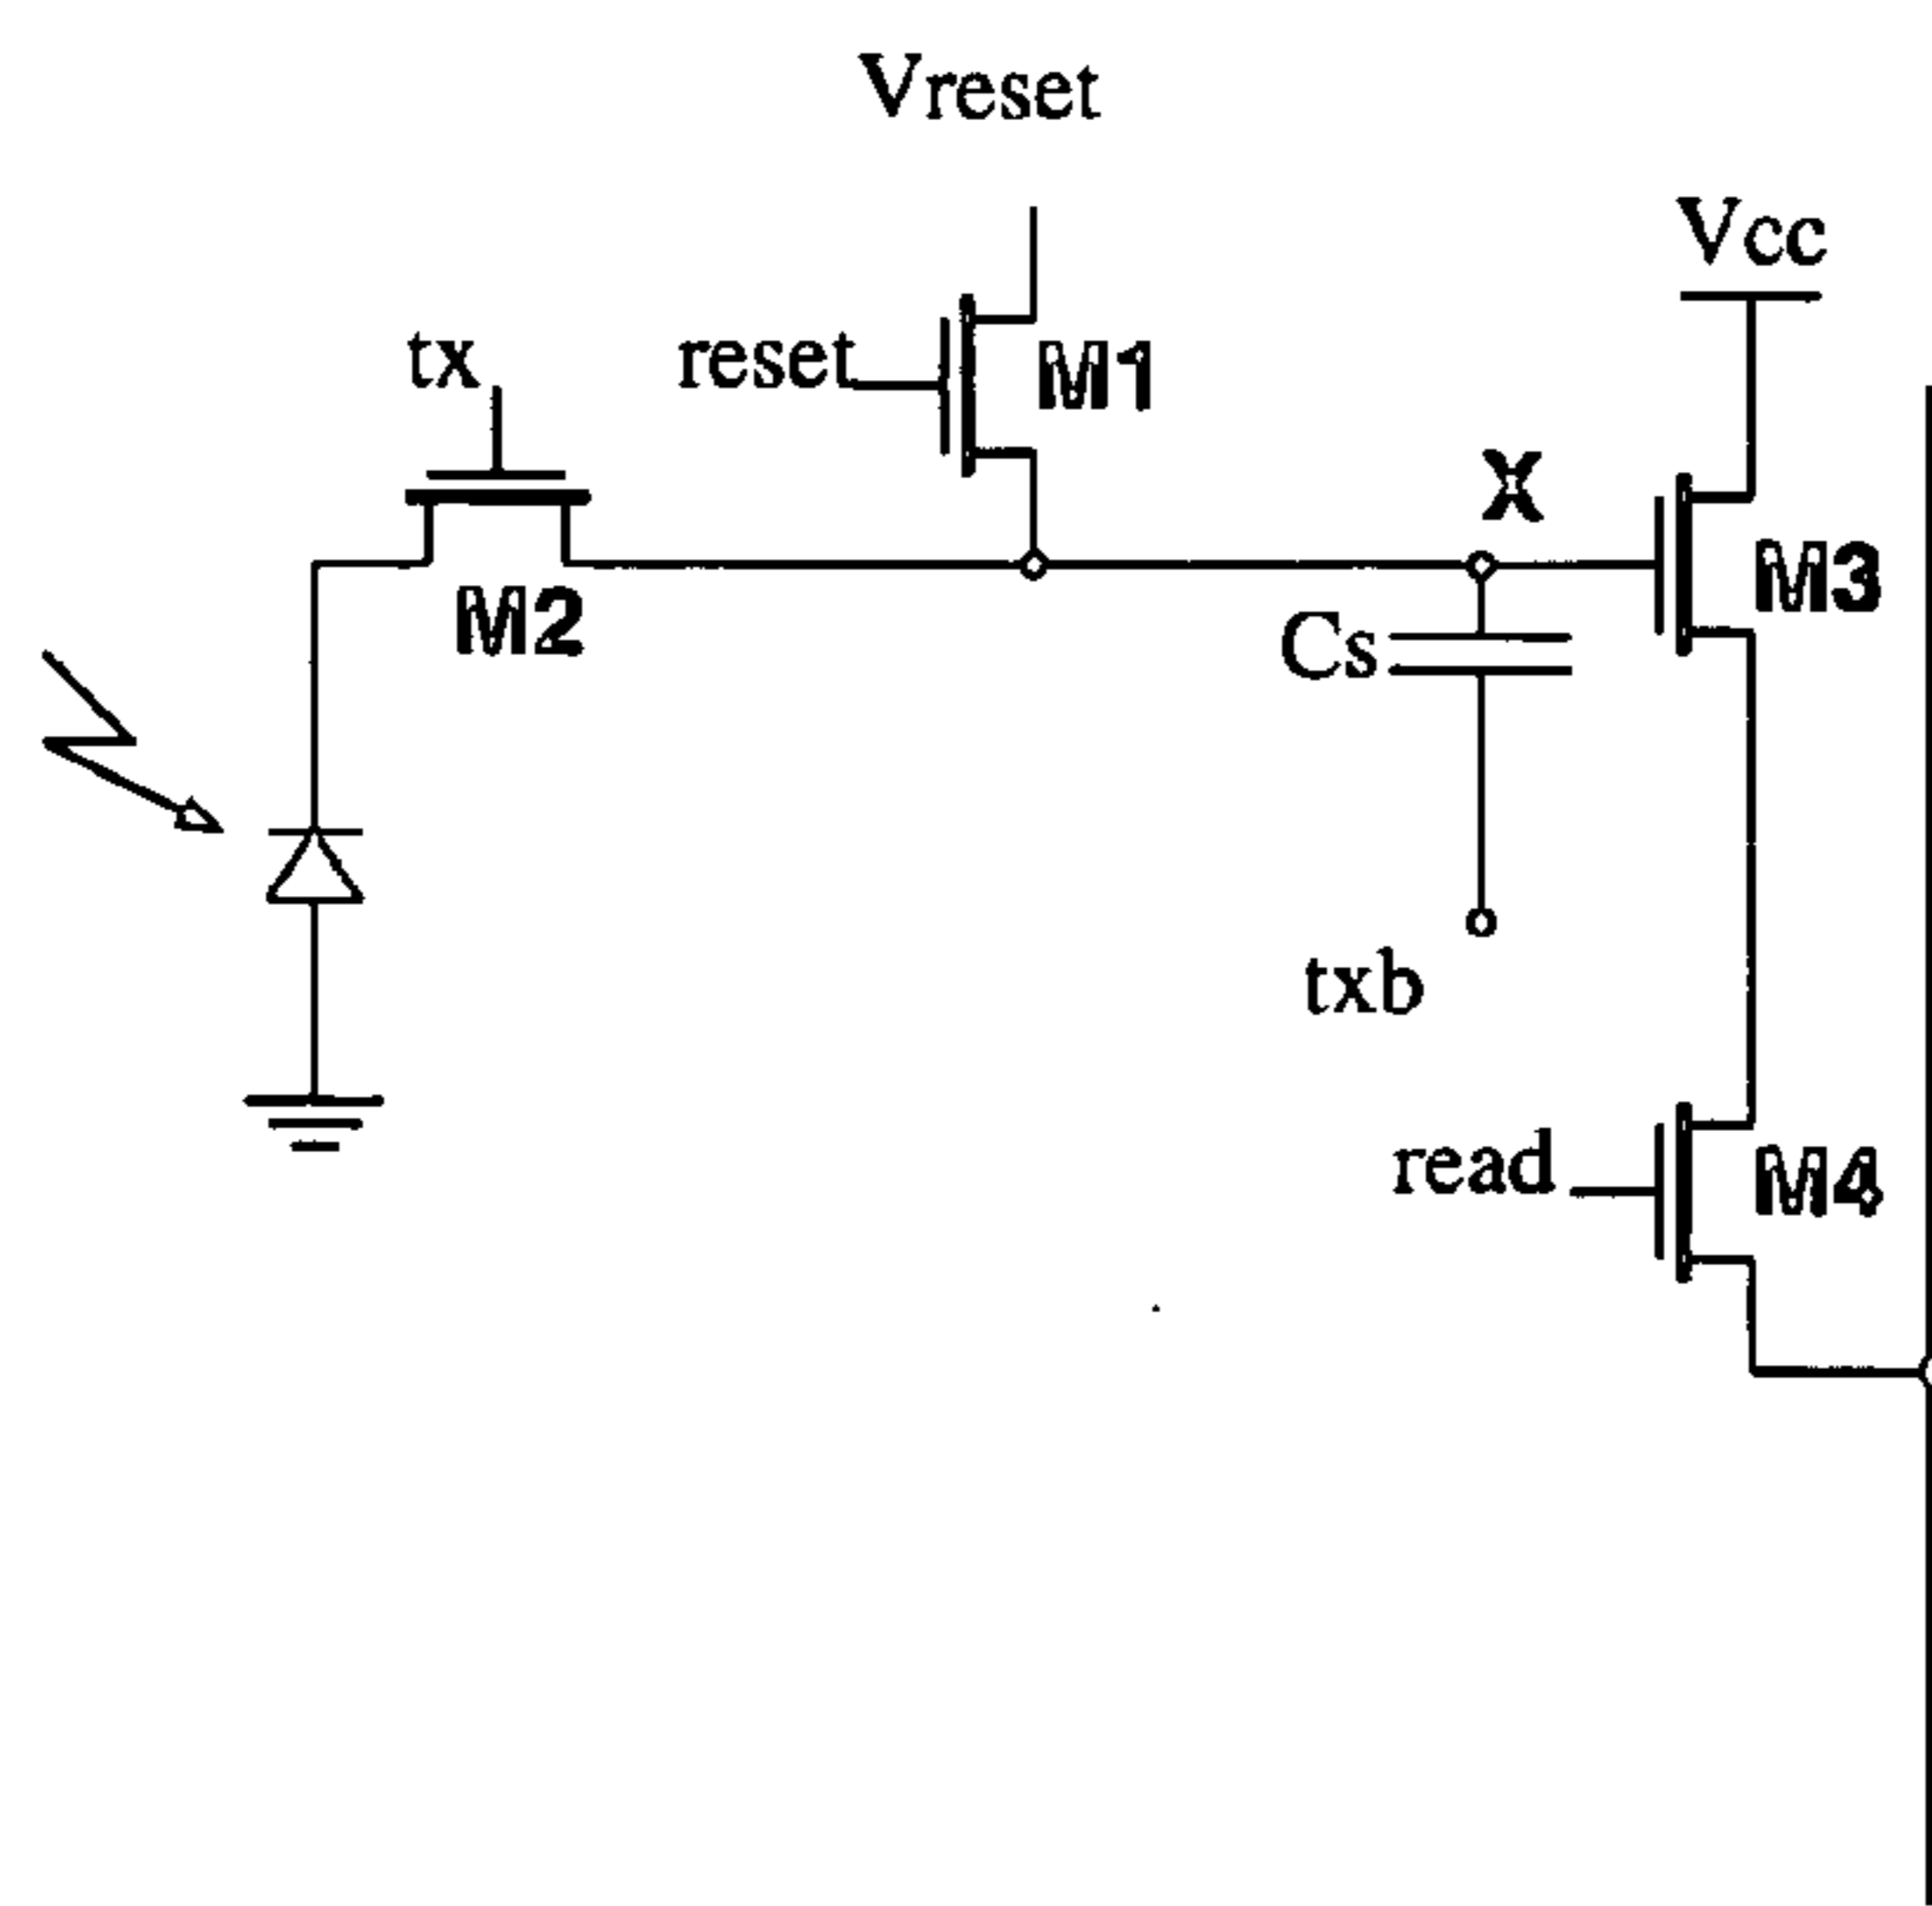 Vreset
Vcc
tx
reset
M1
X
M3
M2
Cs
txb
read
M4